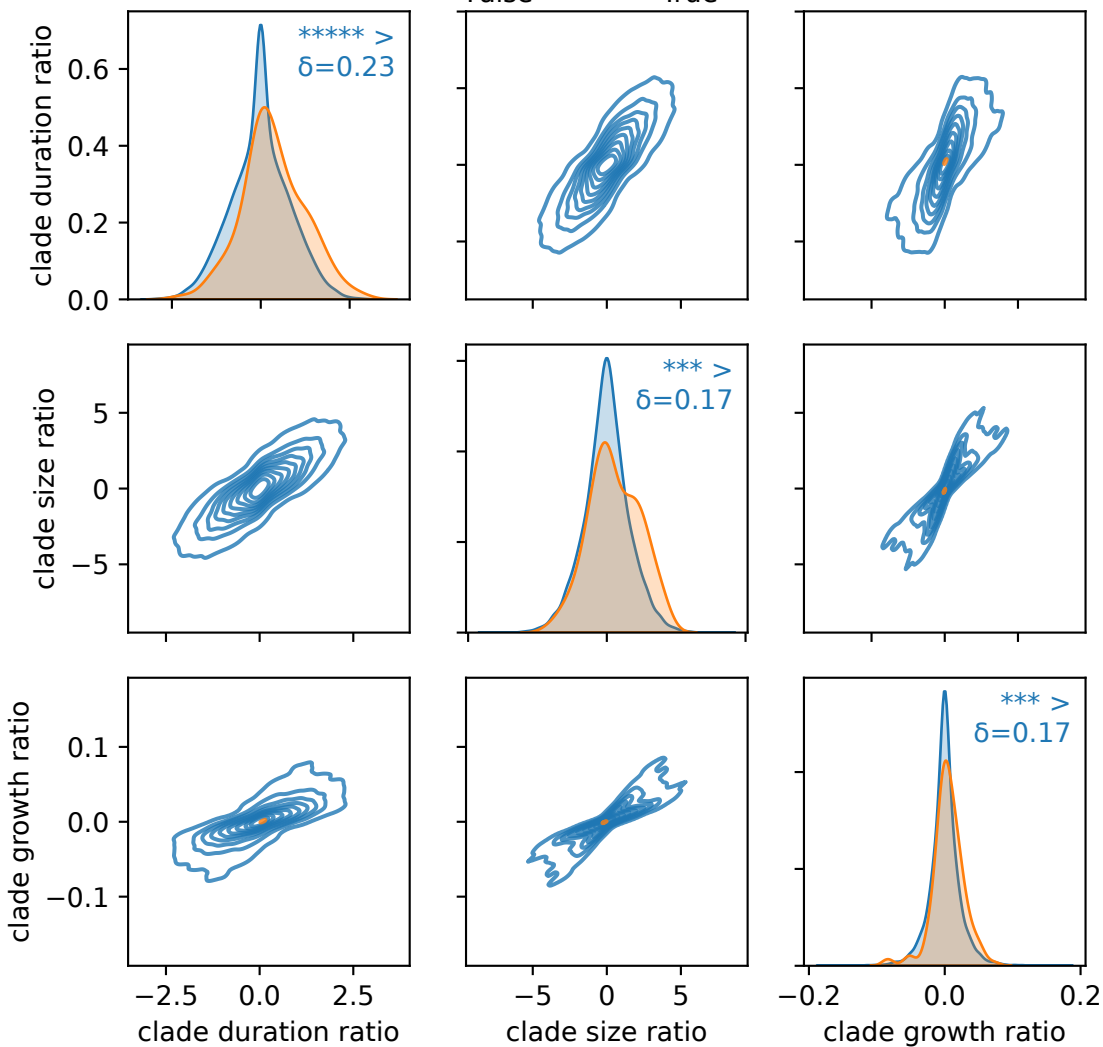 clade duration ratio
0.6
0.4
0.2
0.0
***** >
δ=0.23
clade size ratio
5
0
−5
*** >
δ=0.17
clade growth ratio
0.1
0.0
−0.1
*** >
δ=0.17
−2.5 0.0 2.5
−5 0 5
−0.2 0.0 0.2
clade duration ratio
clade size ratio
clade growth ratio